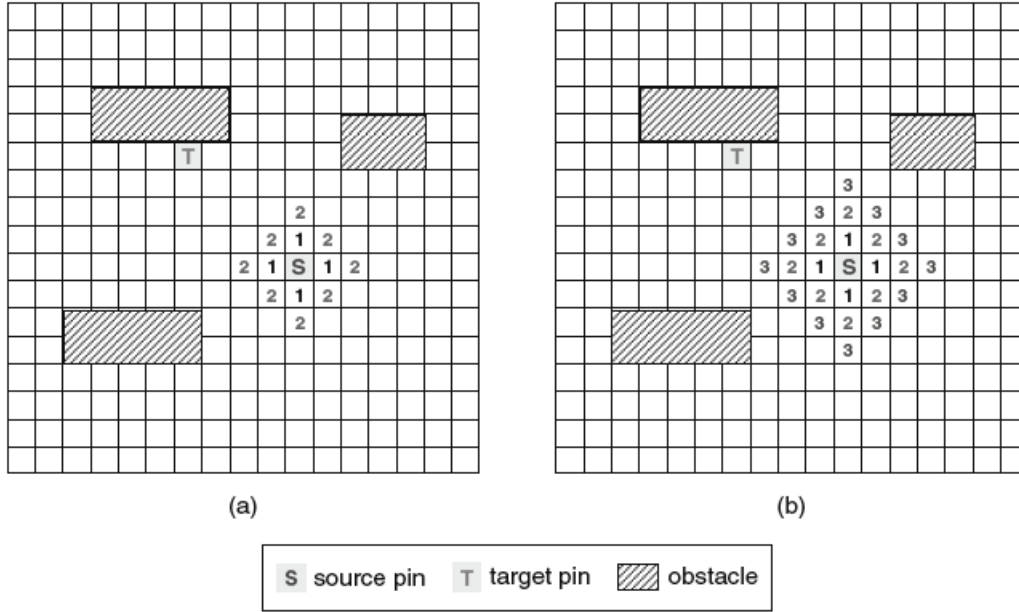 T T
3
2 3 2 3
2 1 2 3 2 1 2 3
2 1 S 1 2 3 2 1 S 1 2 3
2 1 2 3 2 1 2 3
2 3 2 3
3
(a) (b)
S source pin T target pin obstacle